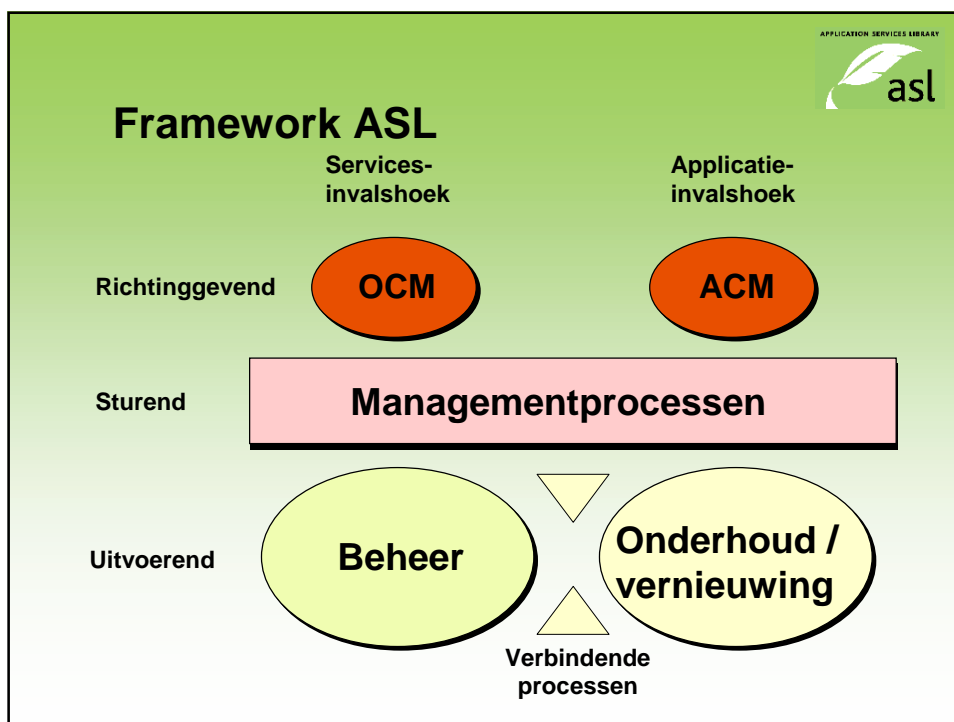 APPLICATION SERVICES LIBRARY
asl
Framework ASL
Services-
invalshoek
Applicatie-
invalshoek
Richtinggevend
OCM
ACM
Sturend
Managementprocessen
Uitvoerend
Beheer
Onderhoud /
vernieuwing
Verbindende
processen